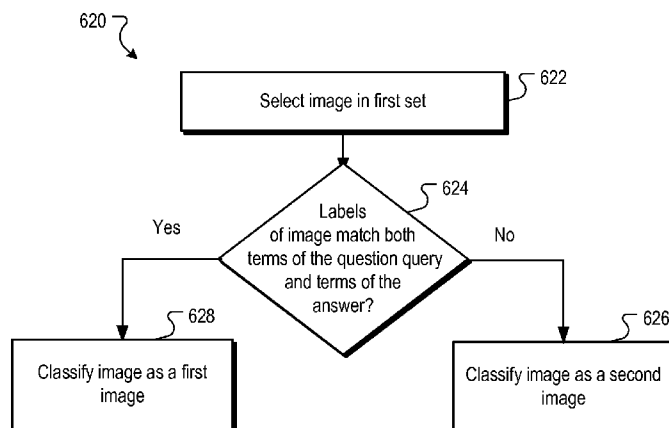 620
622
Select image in first set
624
Labels
of image match both
terms of the question query
and terms of the
answer?
Yes
No
628
626
Classify image as a first
image
Classify image as a second
image